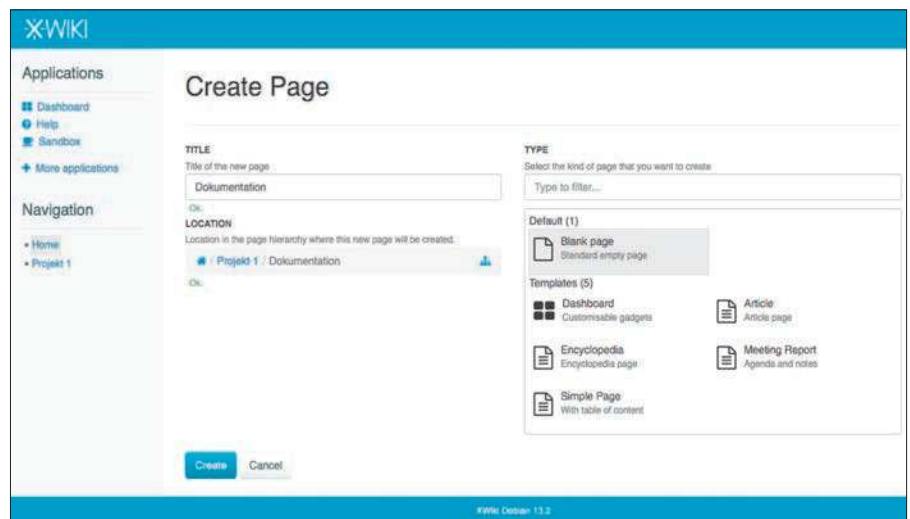 XWIKI
Applications
Dashboard
Help
Sandbox
More applications
Navigation
Home
Projekt 1
Create Page
TITLE
Title of the new page
Dokumentation
Ok.
LOCATION
Location in the page hierarchy where this new page will be created.
/ Projekt 1 / Dokumentation
Ok.
TYPE
Select the kind of page that you want to create
Type to filter...
Default (1)
Blank page
Standard empty page
Templates (5)
Dashboard
Customisable gadgets
Article
Article page
Encyclopedia
Encyclopedia page
Meeting Report
Agenda and notes
Simple Page
With table of content
Create Cancel
XWiki Debian 13.2